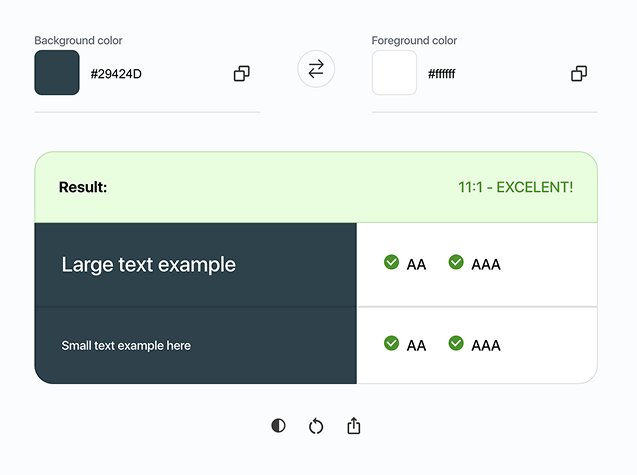 Background color
Foreground color
#29424D
#ffffff
Result:
11:1 - EXCELENT!
Large text example
AA
AAA
Small text example here
AA
AAA